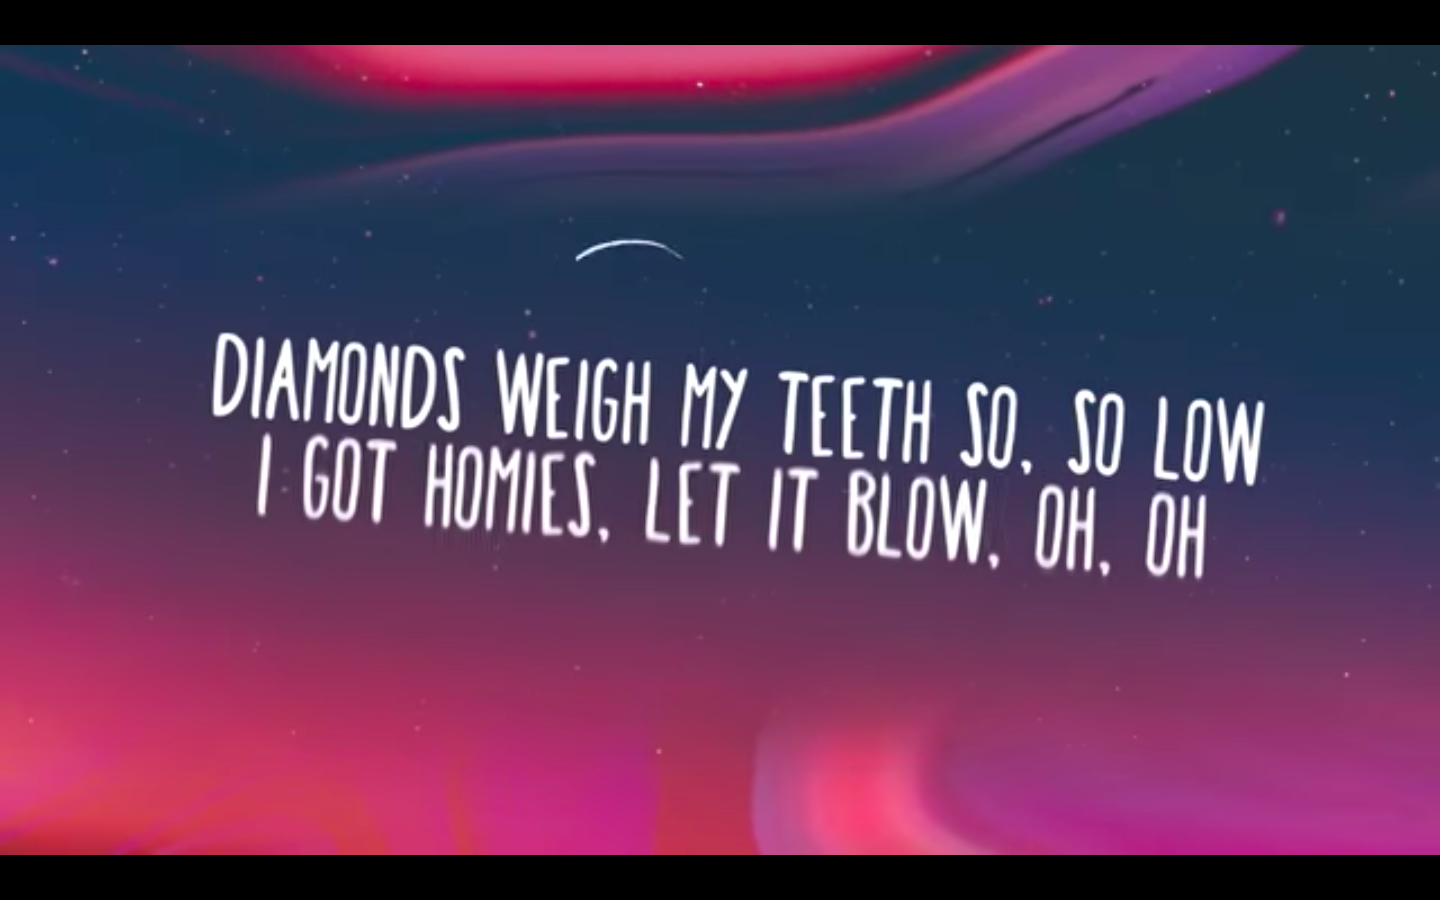 DIAMONDS WEIGH MY TEETH SO, SO LOW
I GOT HOMIES, LET IT BLOW, OH, OH